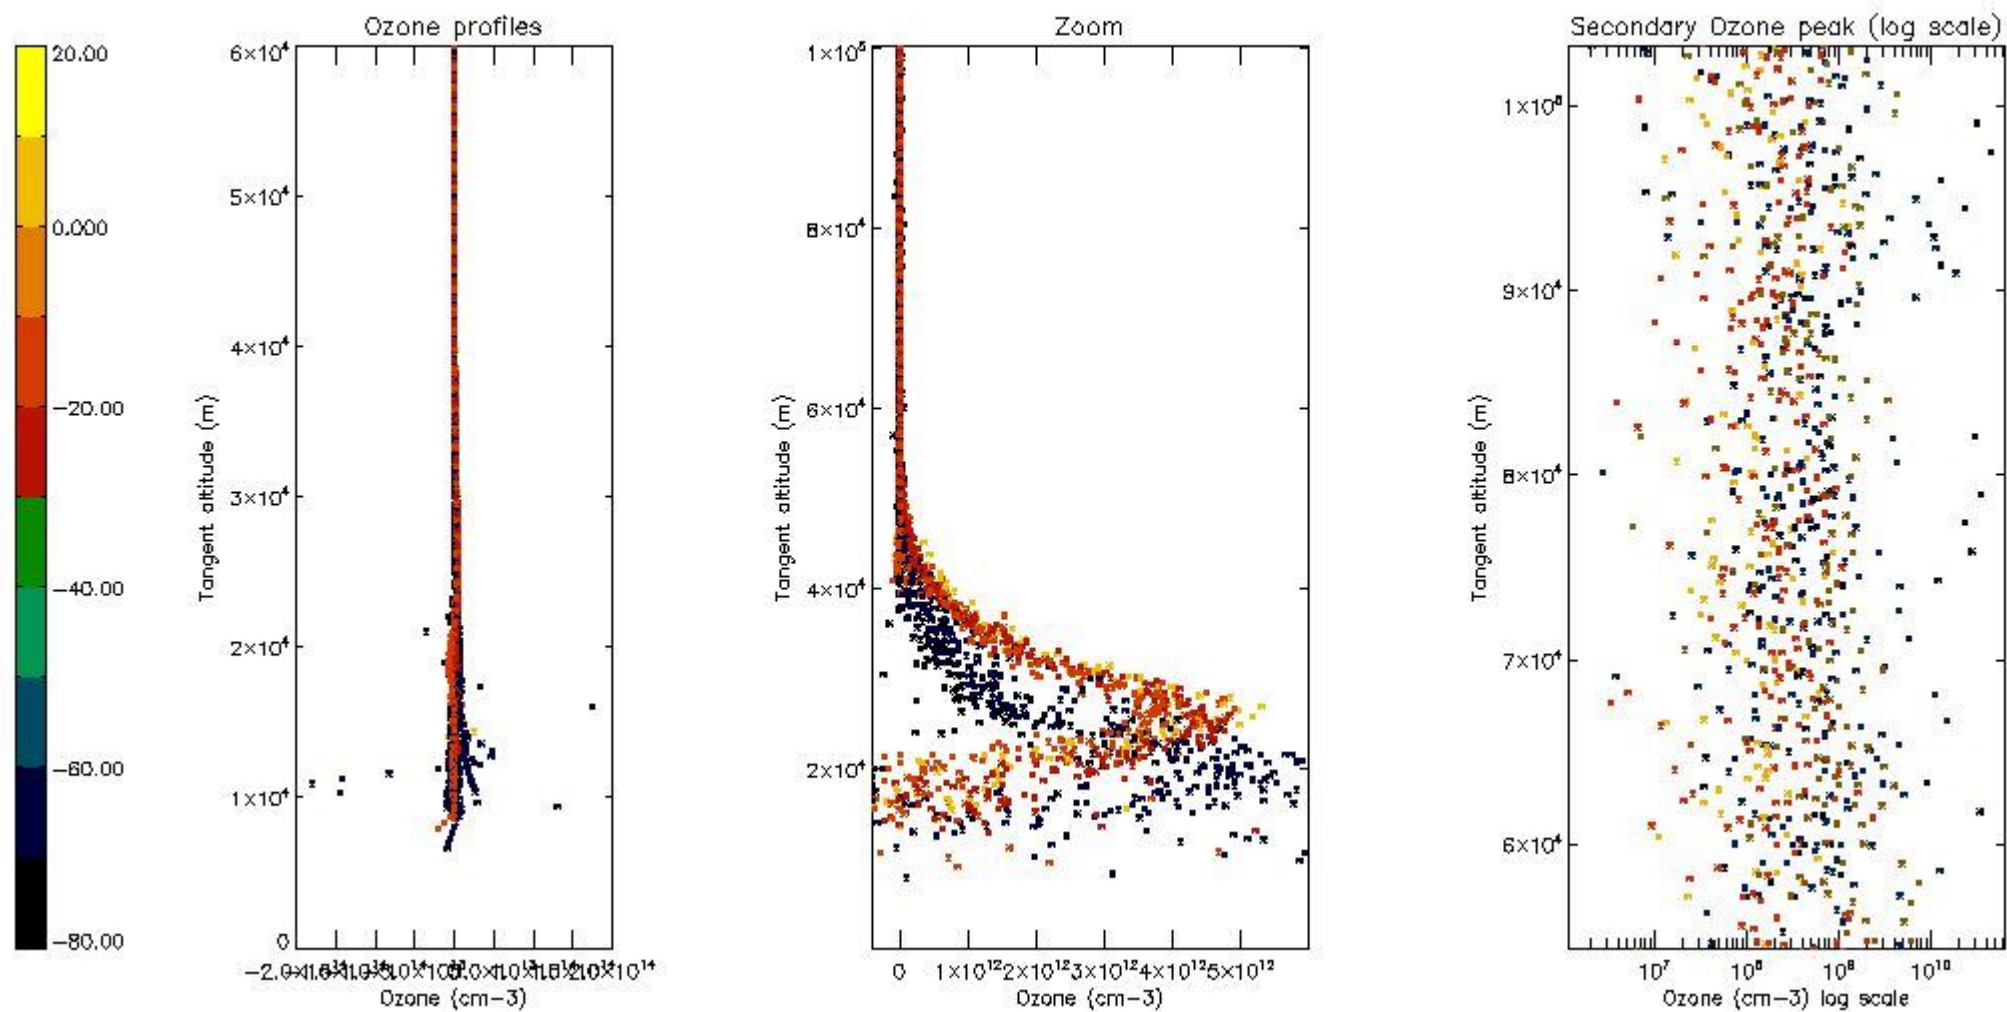 Ozone profiles
Zoom
Secondary Ozone peak (log scale)
20.00
0.000
−20.00
−40.00
−60.00
−80.00
6×10⁴
5×10⁴
4×10⁴
3×10⁴
2×10⁴
1×10⁴
0
Tangent altitude (m)
2.0×10¹⁴
Ozone (cm−3)
1×10⁵
8×10⁴
6×10⁴
4×10⁴
2×10⁴
Tangent altitude (m)
0 1×10¹² 2×10¹² 3×10¹² 4×10¹² 5×10¹²
Ozone (cm−3)
1×10⁵
9×10⁴
8×10⁴
7×10⁴
6×10⁴
Tangent altitude (m)
10⁷ 10⁸ 10⁹ 10¹⁰
Ozone (cm−3) log scale